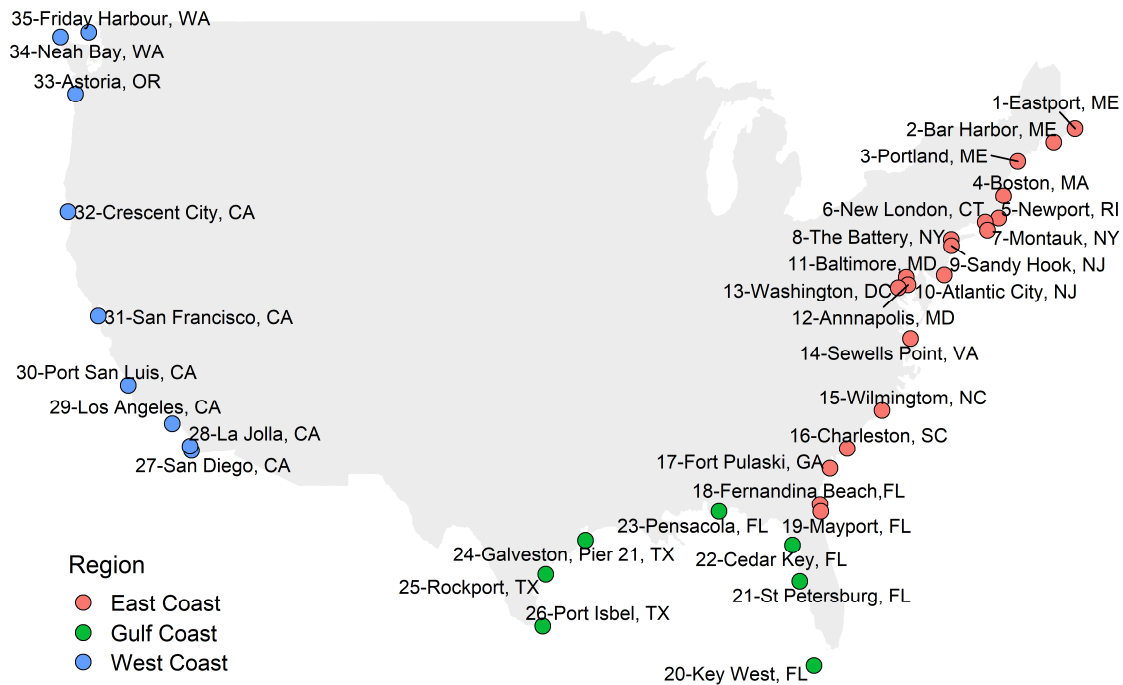 35-Friday Harbour, WA
34-Neah Bay, WA
33-Astoria, OR
1-Eastport, ME
2-Bar Harbor, ME
3-Portland, ME
4-Boston, MA
6-New London, CT
5-Newport, RI
32-Crescent City, CA
8-The Battery, NY
7-Montauk, NY
11-Baltimore, MD
9-Sandy Hook, NJ
13-Washington, DC
10-Atlantic City, NJ
12-Annnapolis, MD
31-San Francisco, CA
14-Sewells Point, VA
30-Port San Luis, CA
15-Wilmingtom, NC
29-Los Angeles, CA
28-La Jolla, CA
16-Charleston, SC
27-San Diego, CA
17-Fort Pulaski, GA
18-Fernandina Beach,FL
23-Pensacola, FL
19-Mayport, FL
24-Galveston, Pier 21, TX
22-Cedar Key, FL
25-Rockport, TX
21-St Petersburg, FL
26-Port Isbel, TX
20-Key West, FL
Region
East Coast
Gulf Coast
West Coast